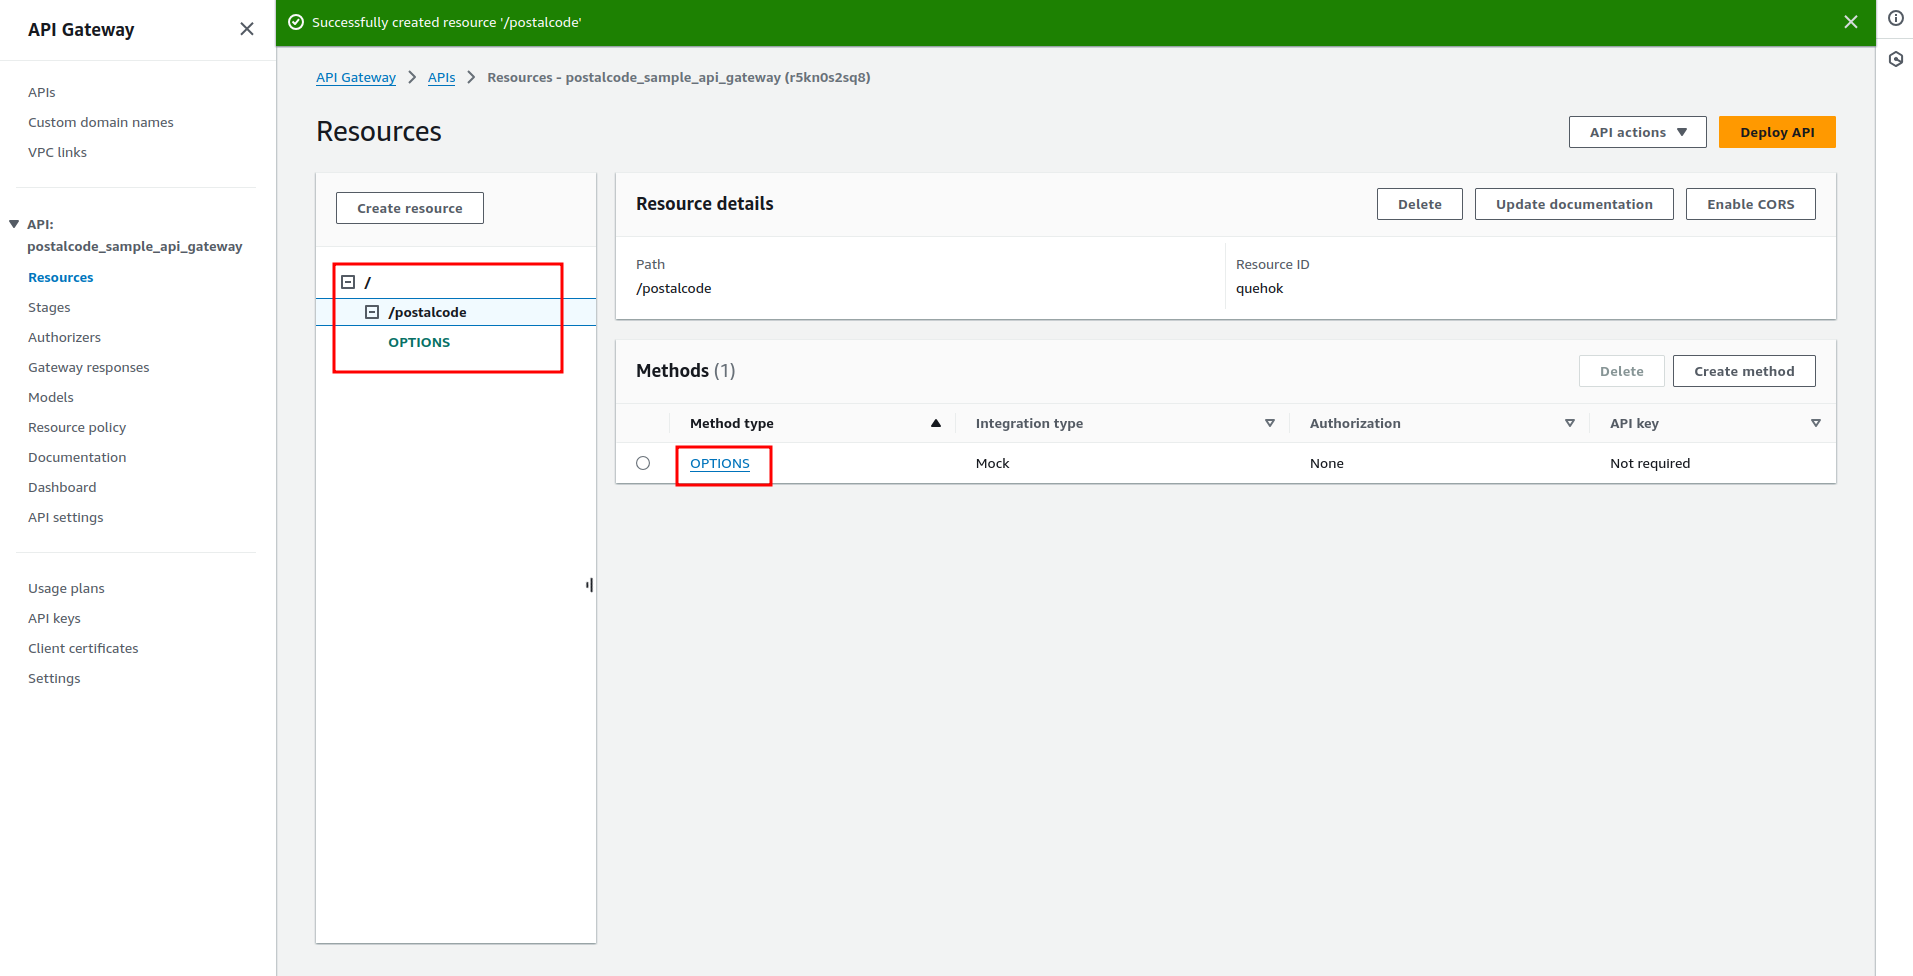 API Gateway
Successfully created resource '/postalcode'
APIs
Custom domain names
VPC links
API:
postalcode_sample_api_gateway
Resources
Stages
Authorizers
Gateway responses
Models
Resource policy
Documentation
Dashboard
API settings
Usage plans
API keys
Client certificates
Settings
API Gateway APIs Resources - postalcode_sample_api_gateway (r5kn0s2sq8)
Resources
API actions
Deploy API
Create resource
/
/postalcode
OPTIONS
Resource details
Delete
Update documentation
Enable CORS
Path
/postalcode
Resource ID
quehok
Methods (1)
Delete
Create method
Method type Integration type Authorization API key
OPTIONS Mock None Not required